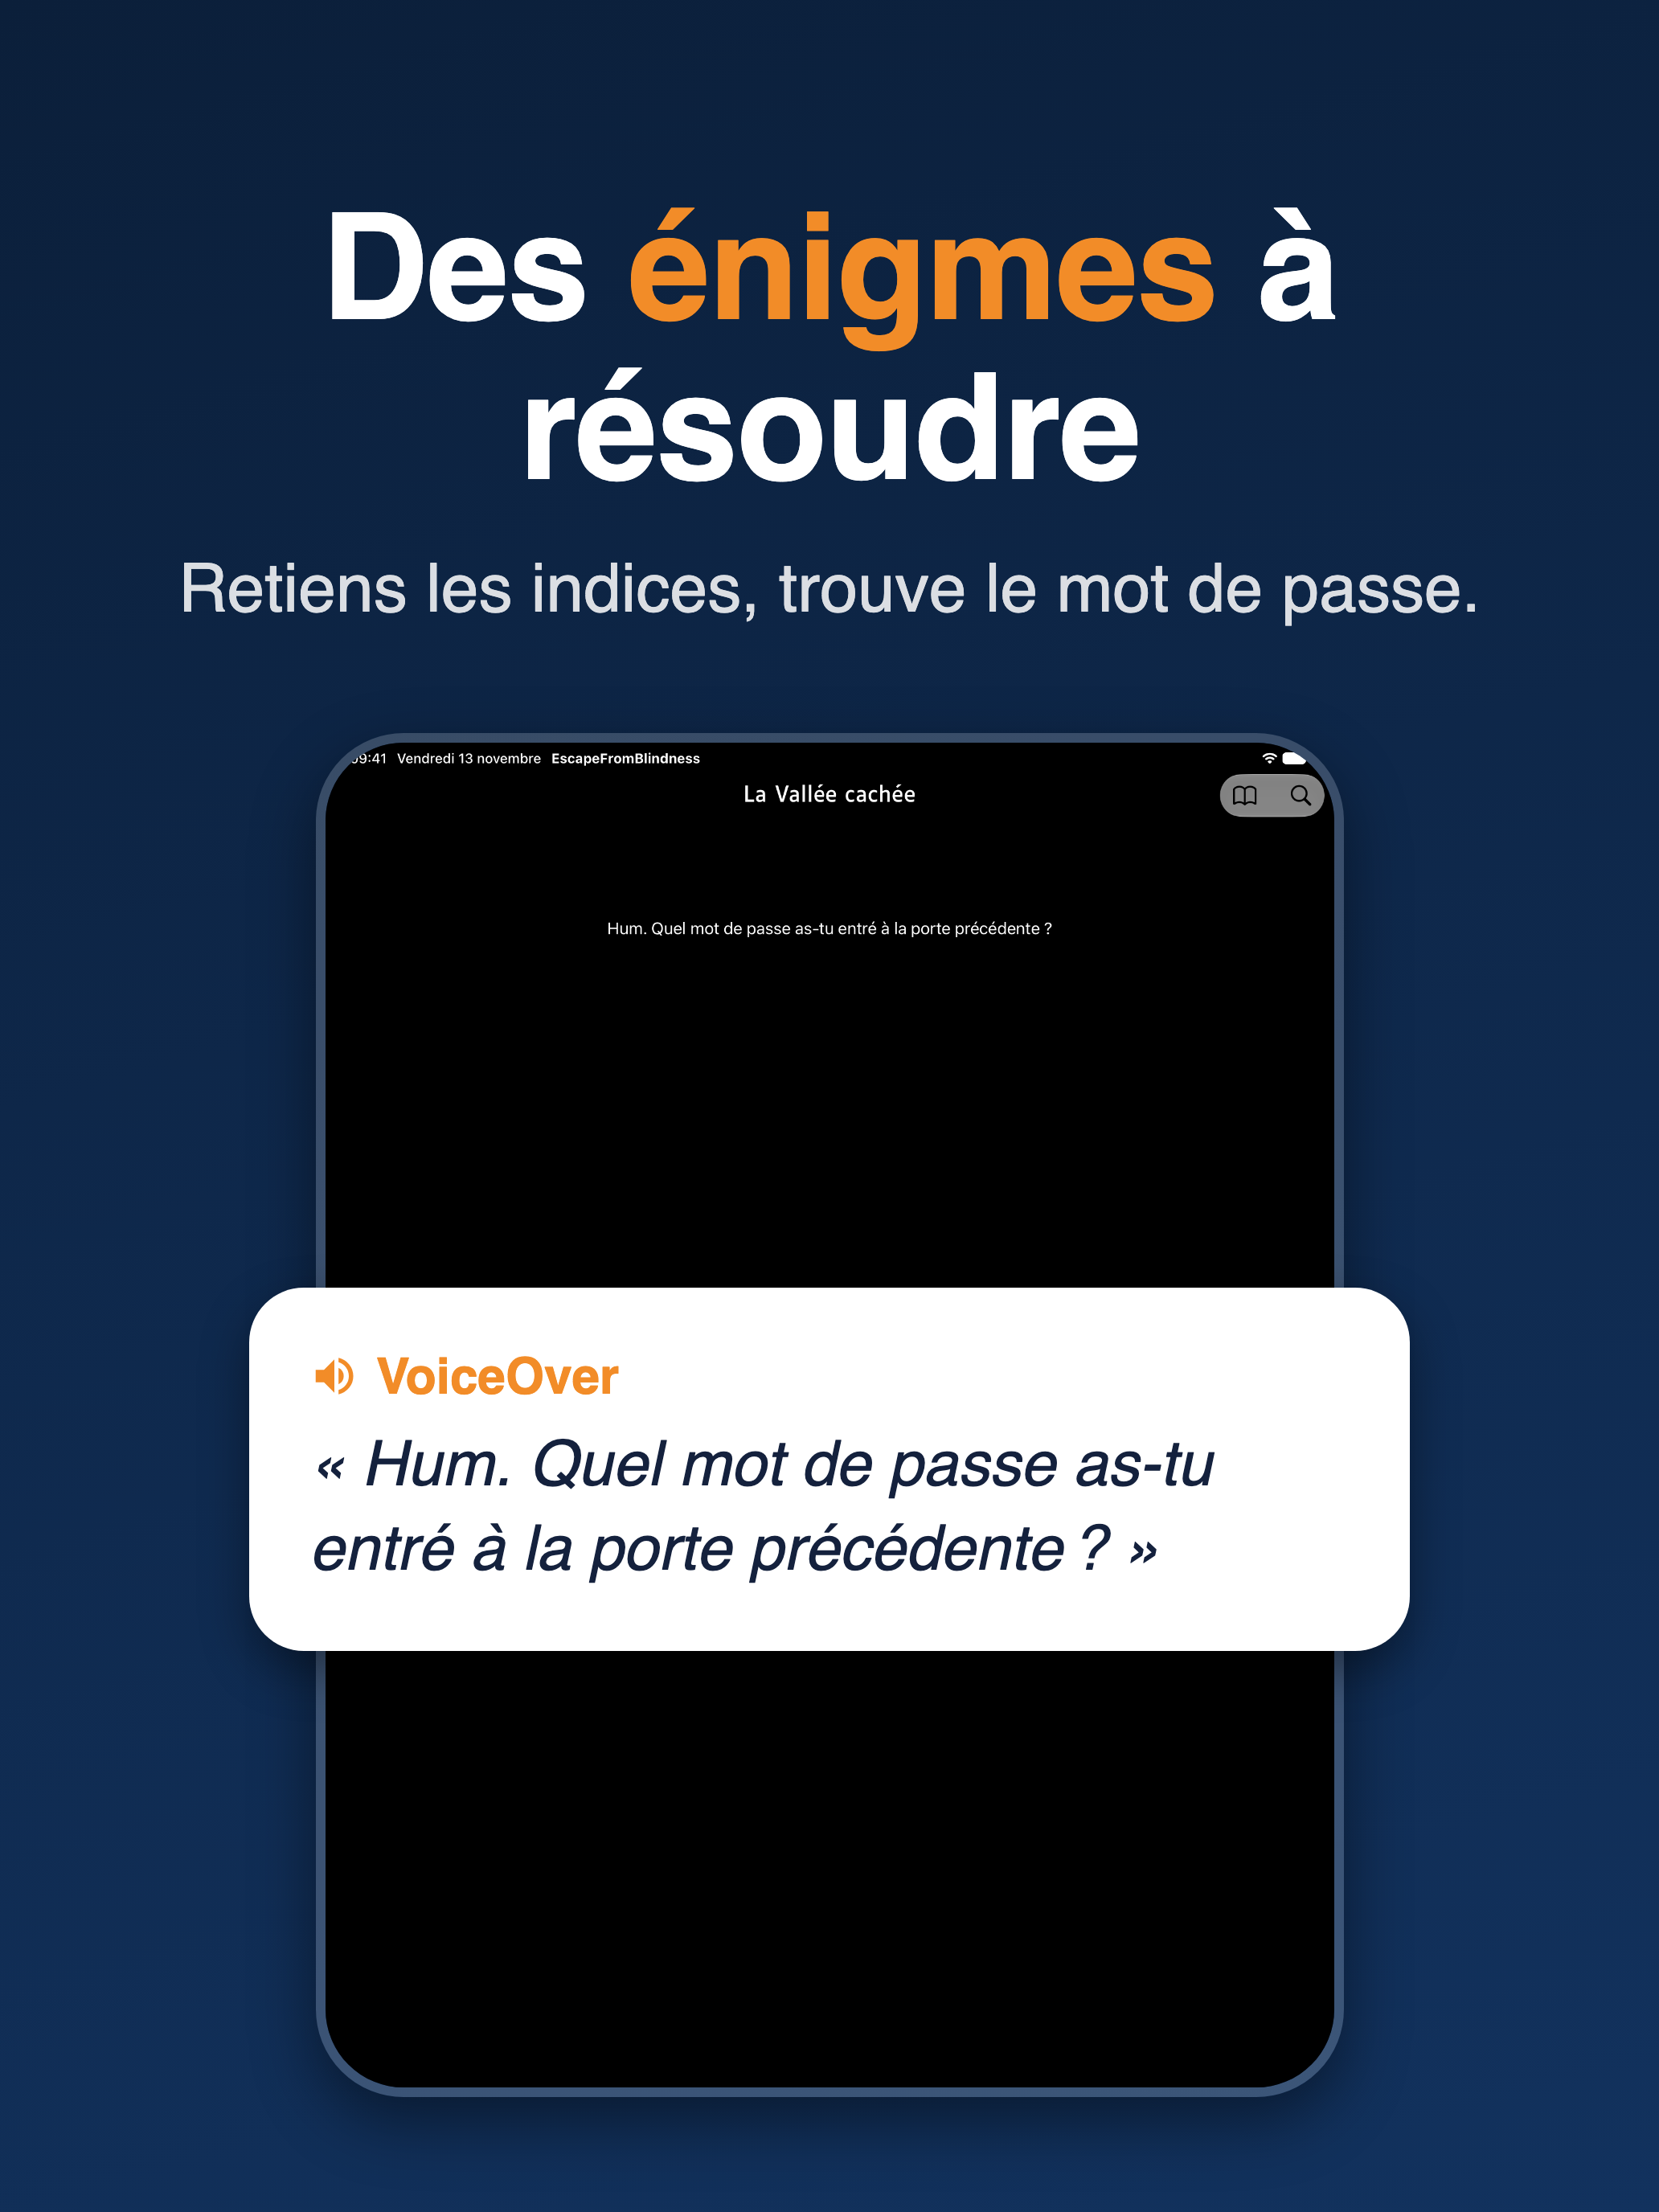 Des énigmes à
résoudre
Retiens les indices, trouve le mot de passe.
09:41 Vendredi 13 novembre EscapeFromBlindness
La Vallée cachée
Hum. Quel mot de passe as-tu entré à la porte précédente ?
VoiceOver
« Hum. Quel mot de passe as-tu
entré à la porte précédente ? »